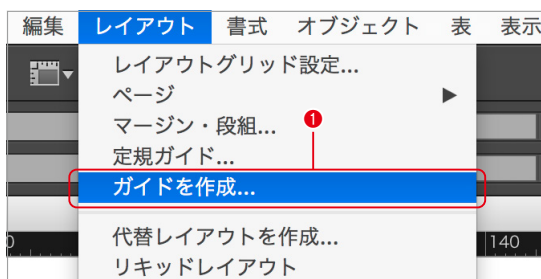 編集 レイアウト 書式 オブジェクト 表 表示
レイアウトグリッド設定...
ページ ▶
マージン・段組...
1
定規ガイド...
ガイドを作成...
代替レイアウトを作成...
0 140
リキッドレイアウト